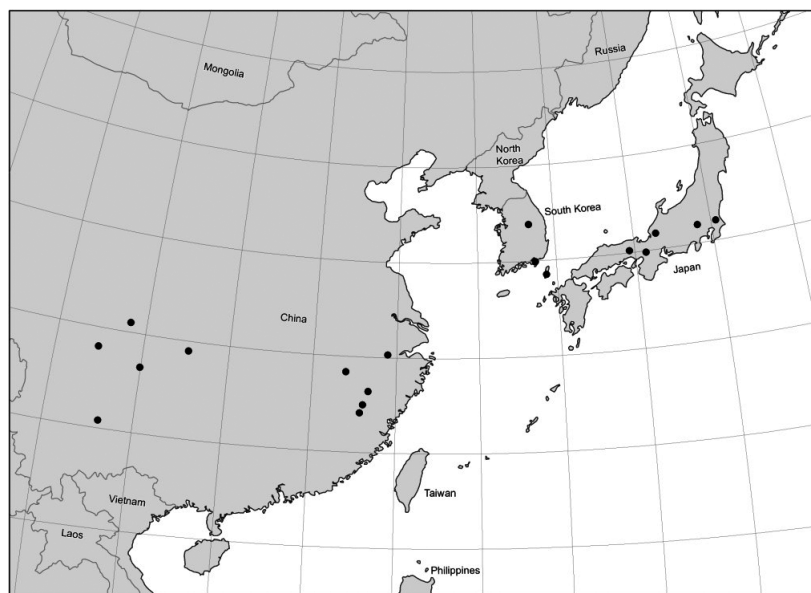 Russia
Mongolia
North
Korea
South Korea
Japan
China
Vietnam
Taiwan
Laos
Philippines